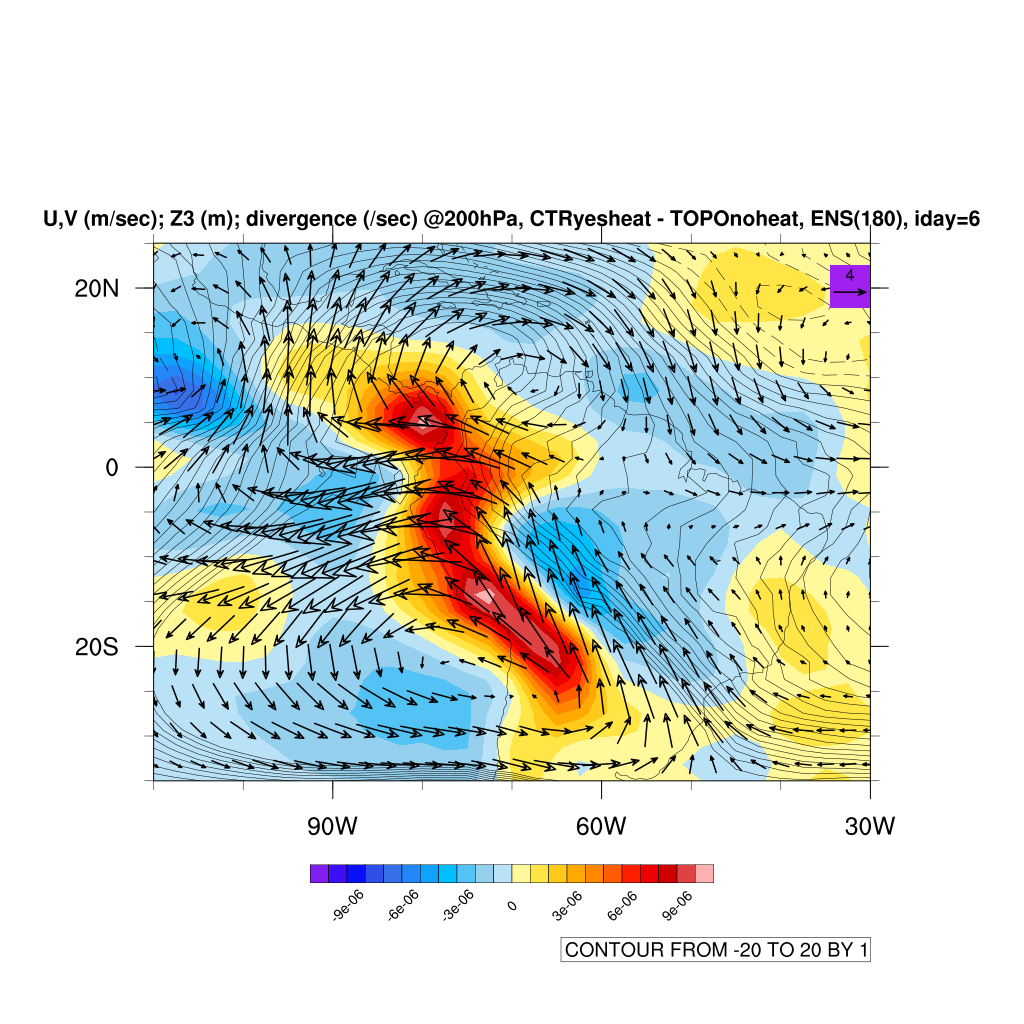 U,V (m/sec); Z3 (m); divergence (/sec) @200hPa, CTRyesheat - TOPOnoheat, ENS(180), iday=6
4
20N
0
20S
90W
60W
30W
-9e-06
-6e-06
-3e-06
0
3e-06
6e-06
9e-06
CONTOUR FROM -20 TO 20 BY 1